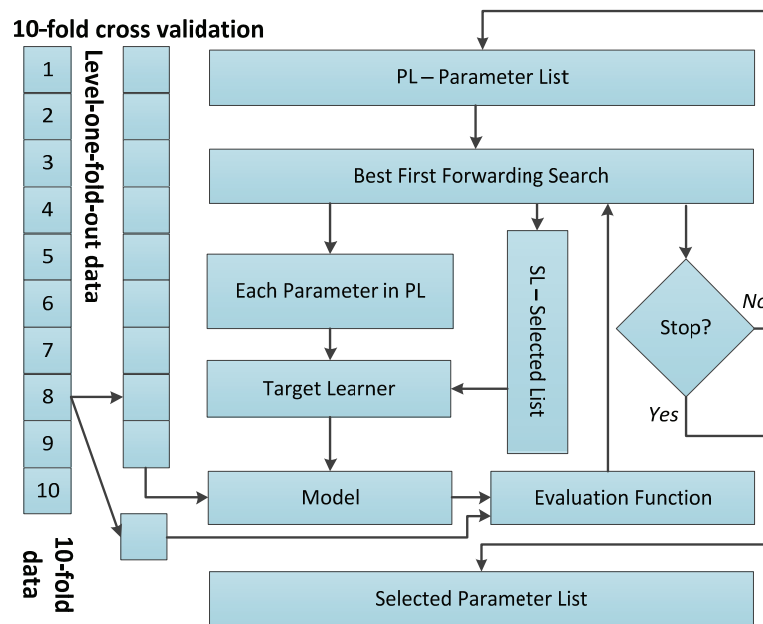 10-fold cross validation
1
2
3
4
5
6
7
8
9
10
Level-one-fold-out data
10-fold
data
PL – Parameter List
Best First Forwarding Search
Each Parameter in PL
SL – Selected List
Stop?
No
Yes
Target Learner
Model
Evaluation Function
Selected Parameter List